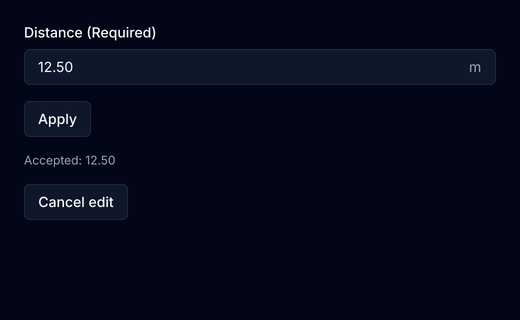 Distance (Required)
12.50 m
Apply
Accepted: 12.50
Cancel edit